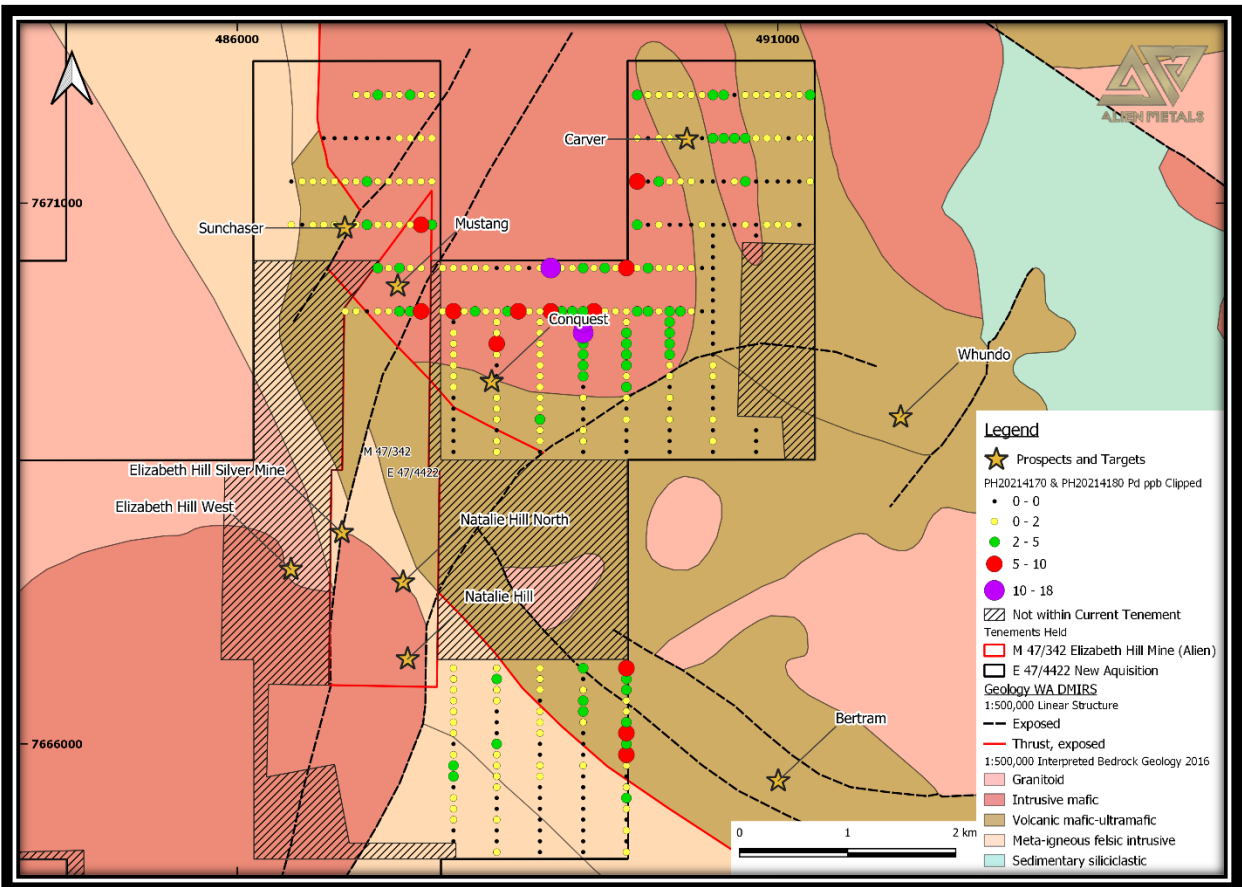 486000
491000
ALIEN METALS
Carver
7671000
Sunchaser
Mustang
Conquest
Whundo
M 47/342
E 47/4422
Elizabeth Hill Silver Mine
Elizabeth Hill West
Natalie Hill North
Natalie Hill
7666000
Bertram
0 1 2 km
Legend
Prospects and Targets
PH20214170 & PH20214180 Pd ppb Clipped
0 - 0
0 - 2
2 - 5
5 - 10
10 - 18
Not within Current Tenement
Tenements Held
M 47/342 Elizabeth Hill Mine (Alien)
E 47/4422 New Aquisition
Geology WA DMIRS
1:500,000 Linear Structure
Exposed
Thrust, exposed
1:500,000 Interpreted Bedrock Geology 2016
Granitoid
Intrusive mafic
Volcanic mafic-ultramafic
Meta-igneous felsic intrusive
Sedimentary siliciclastic